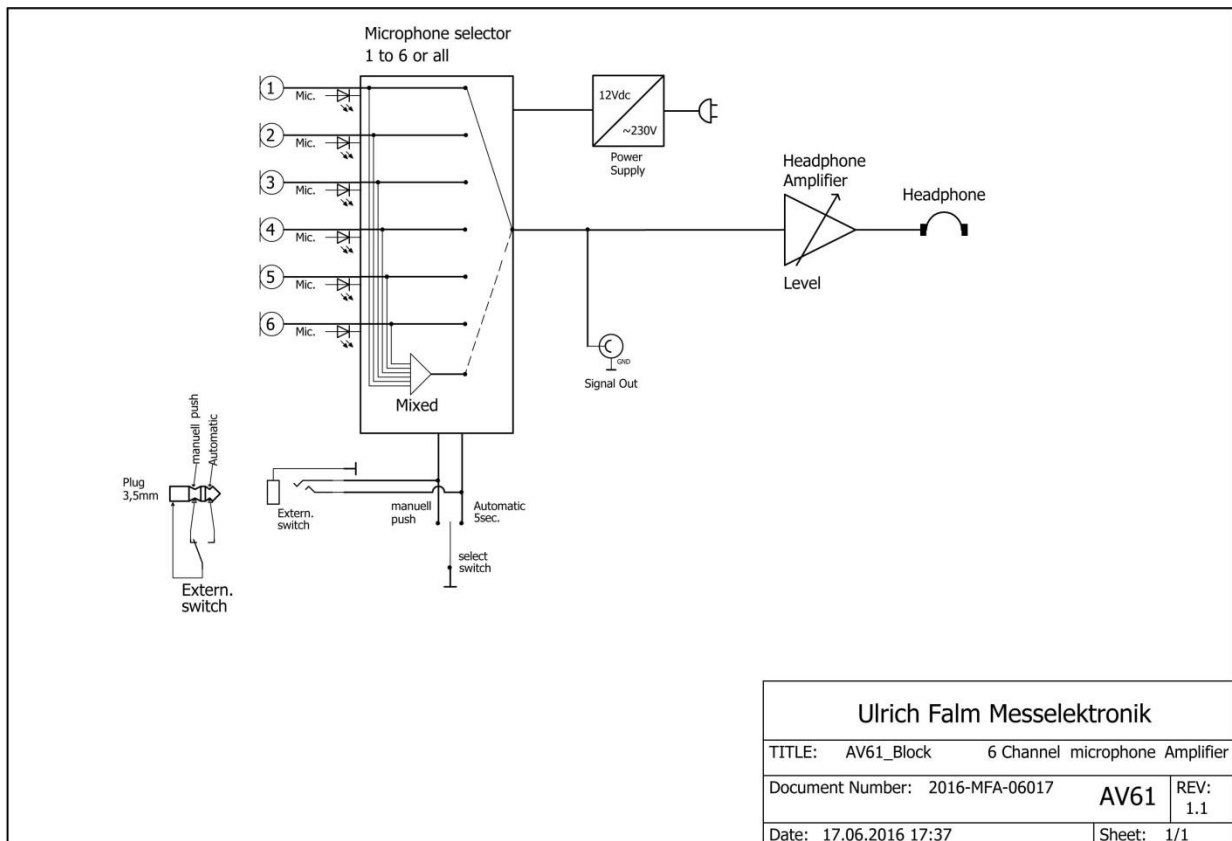 Microphone selector
1 to 6 or all
1
Mic.
2
Mic.
3
Mic.
4
Mic.
5
Mic.
6
Mic.
Mixed
12Vdc
~230V
Power
Supply
Headphone
Amplifier
Level
Headphone
GND
Signal Out
manuell push
Automatic
Plug
3,5mm
Extern.
switch
Extern.
switch
manuell
push
Automatic
5sec.
select
switch
Ulrich Falm Messelektronik
TITLE: AV61_Block 6 Channel microphone Amplifier
Document Number: 2016-MFA-06017 AV61 REV:
1.1
Date: 17.06.2016 17:37 Sheet: 1/1